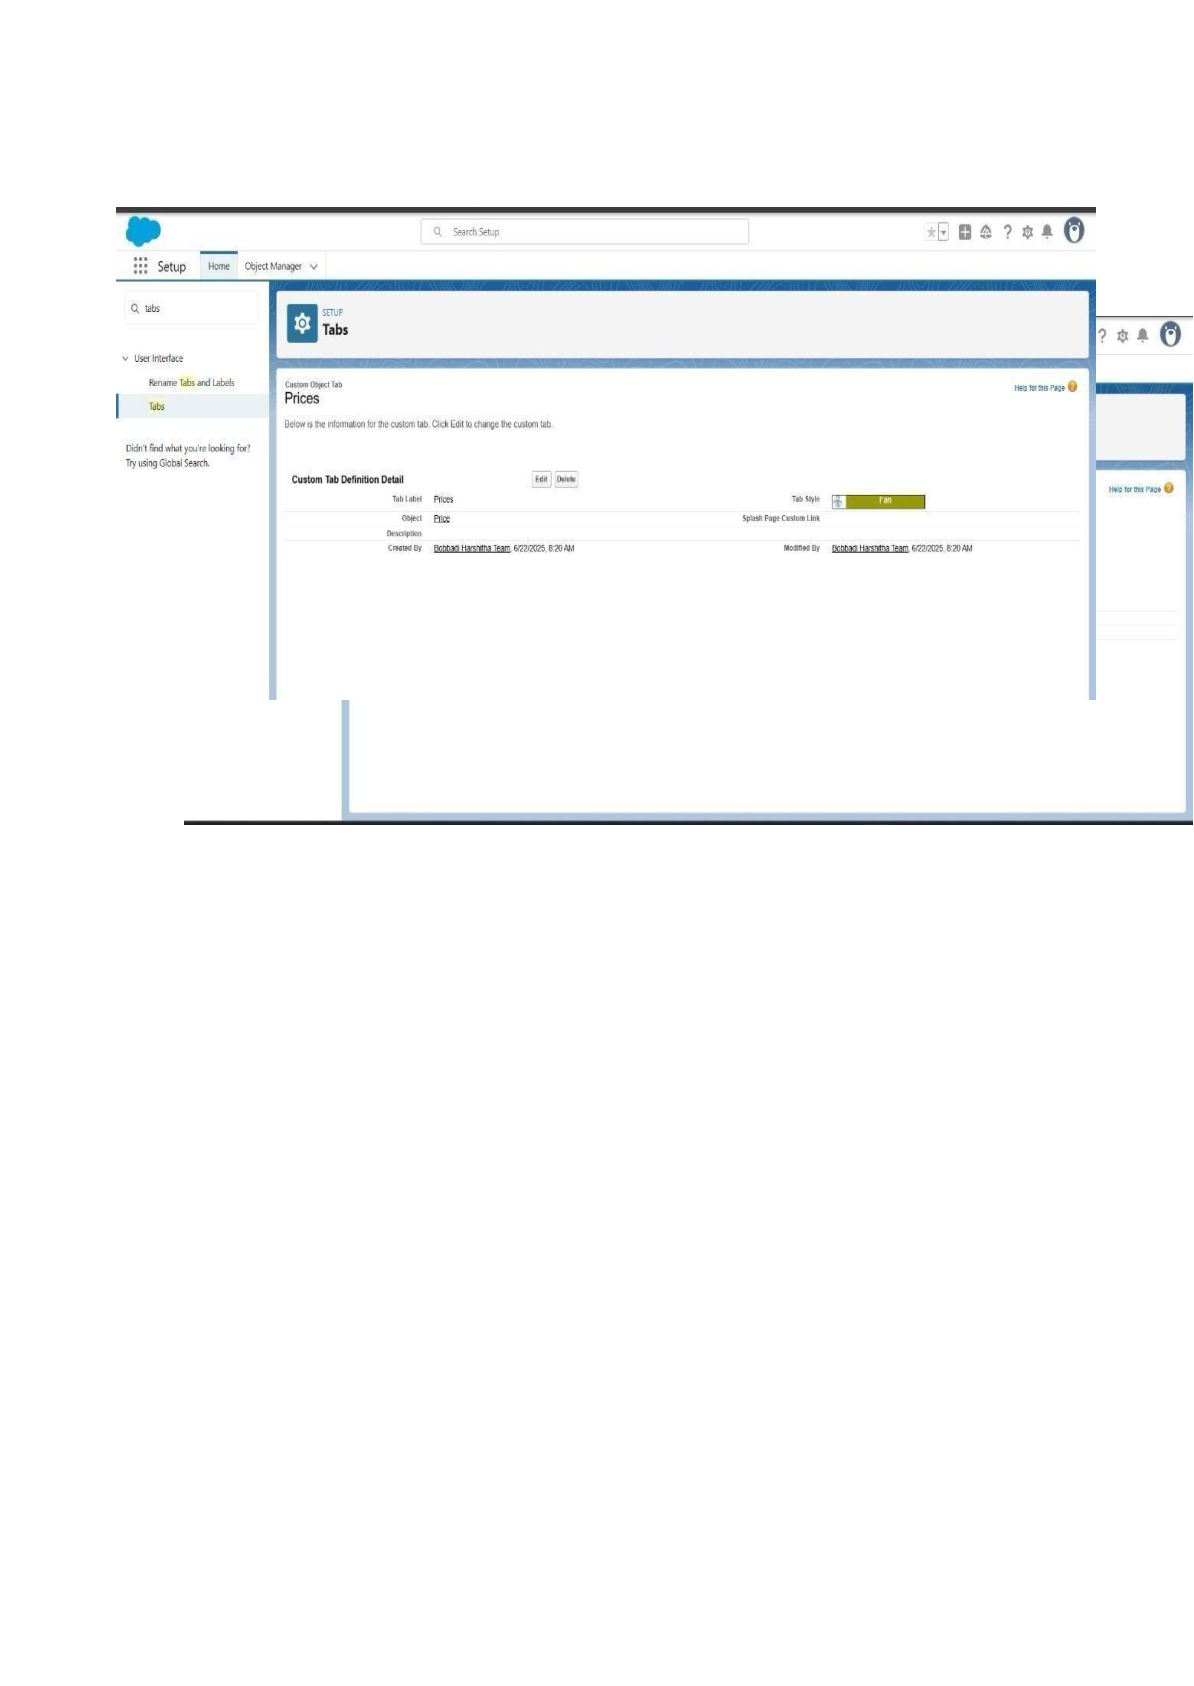 Search Setup
Setup Home Object Manager
tabs
User Interface
Rename Tabs and Labels
Tabs
Didn't find what you're looking for?
Try using Global Search.
SETUP
Tabs
Custom Object Tab
Prices
Help for this Page
Below is the information for the custom tab. Click Edit to change the custom tab.
Custom Tab Definition Detail Edit Delete
Tab Label Prices Tab Style Fan
Object Price Splash Page Custom Link
Description
Created By Bobbadi Harshitha Team, 6/22/2025, 8:20 AM Modified By Bobbadi Harshitha Team, 6/22/2025, 8:20 AM
Help for this Page